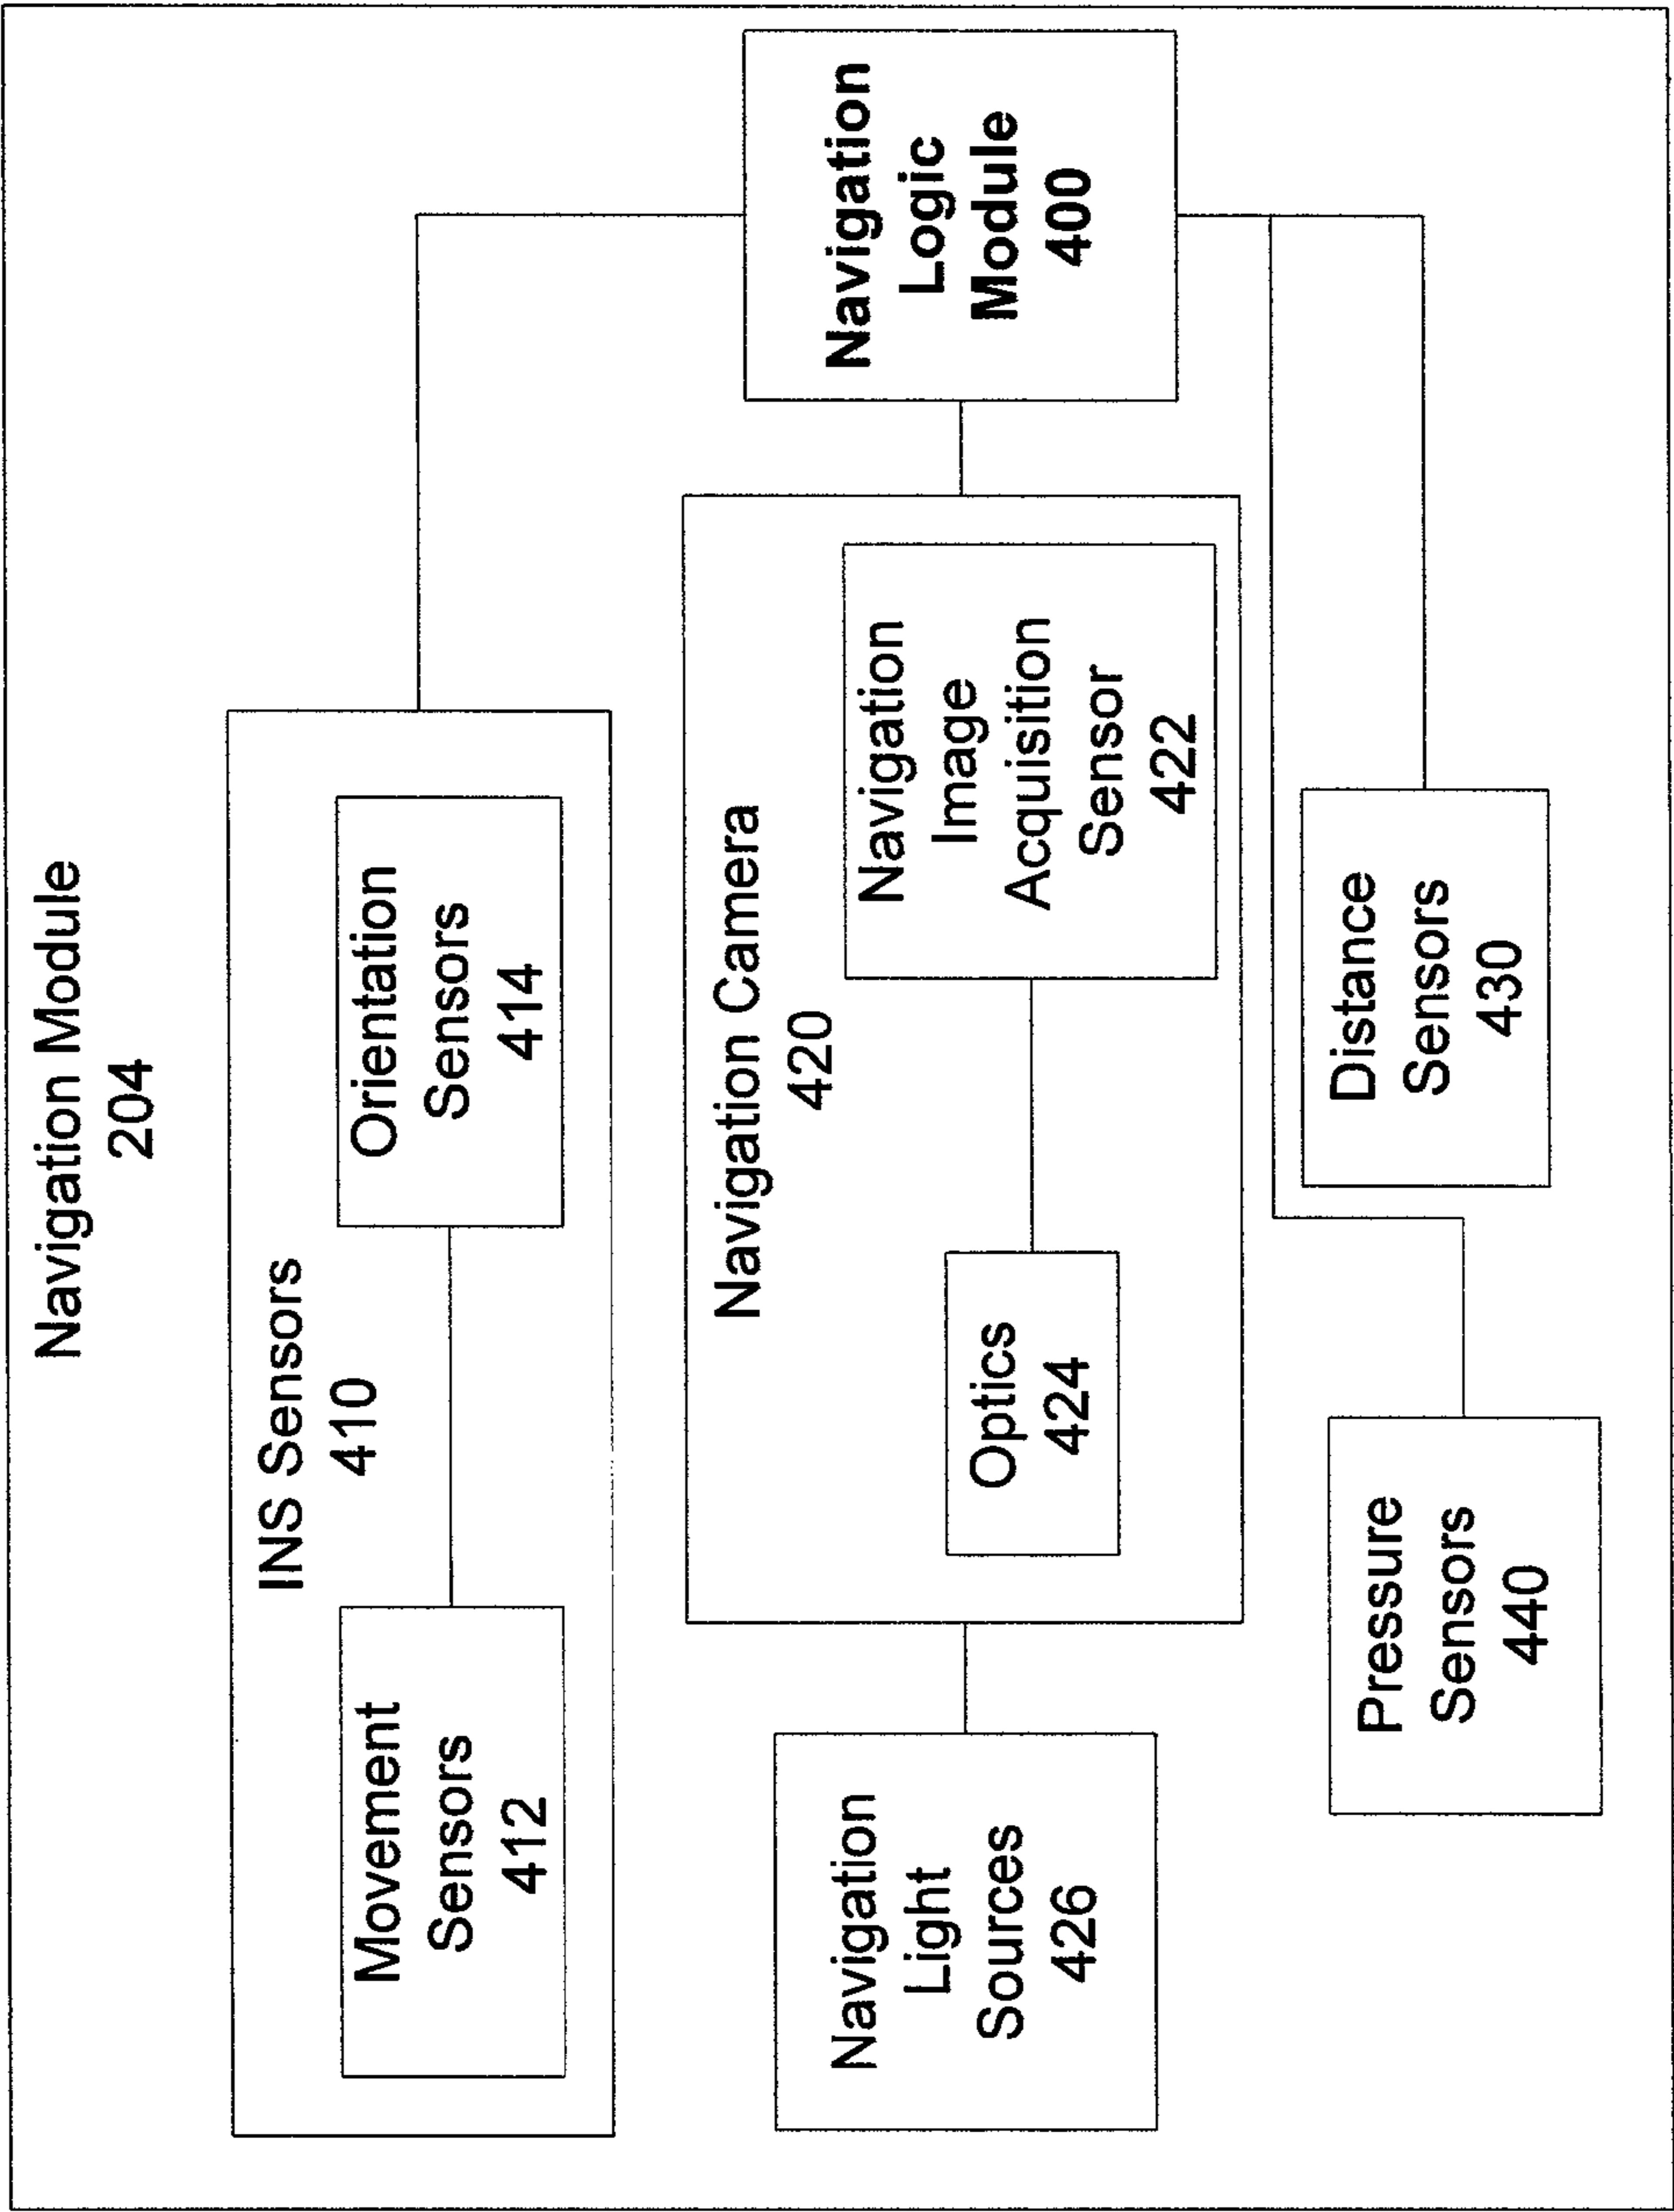 Navigation Module
204
INS Sensors
410
Movement
Sensors
412
Orientation
Sensors
414
Navigation Camera
420
Navigation
Light
Sources
426
Optics
424
Navigation
Image
Acquisition
Sensor
422
Navigation
Logic
Module
400
Pressure
Sensors
440
Distance
Sensors
430